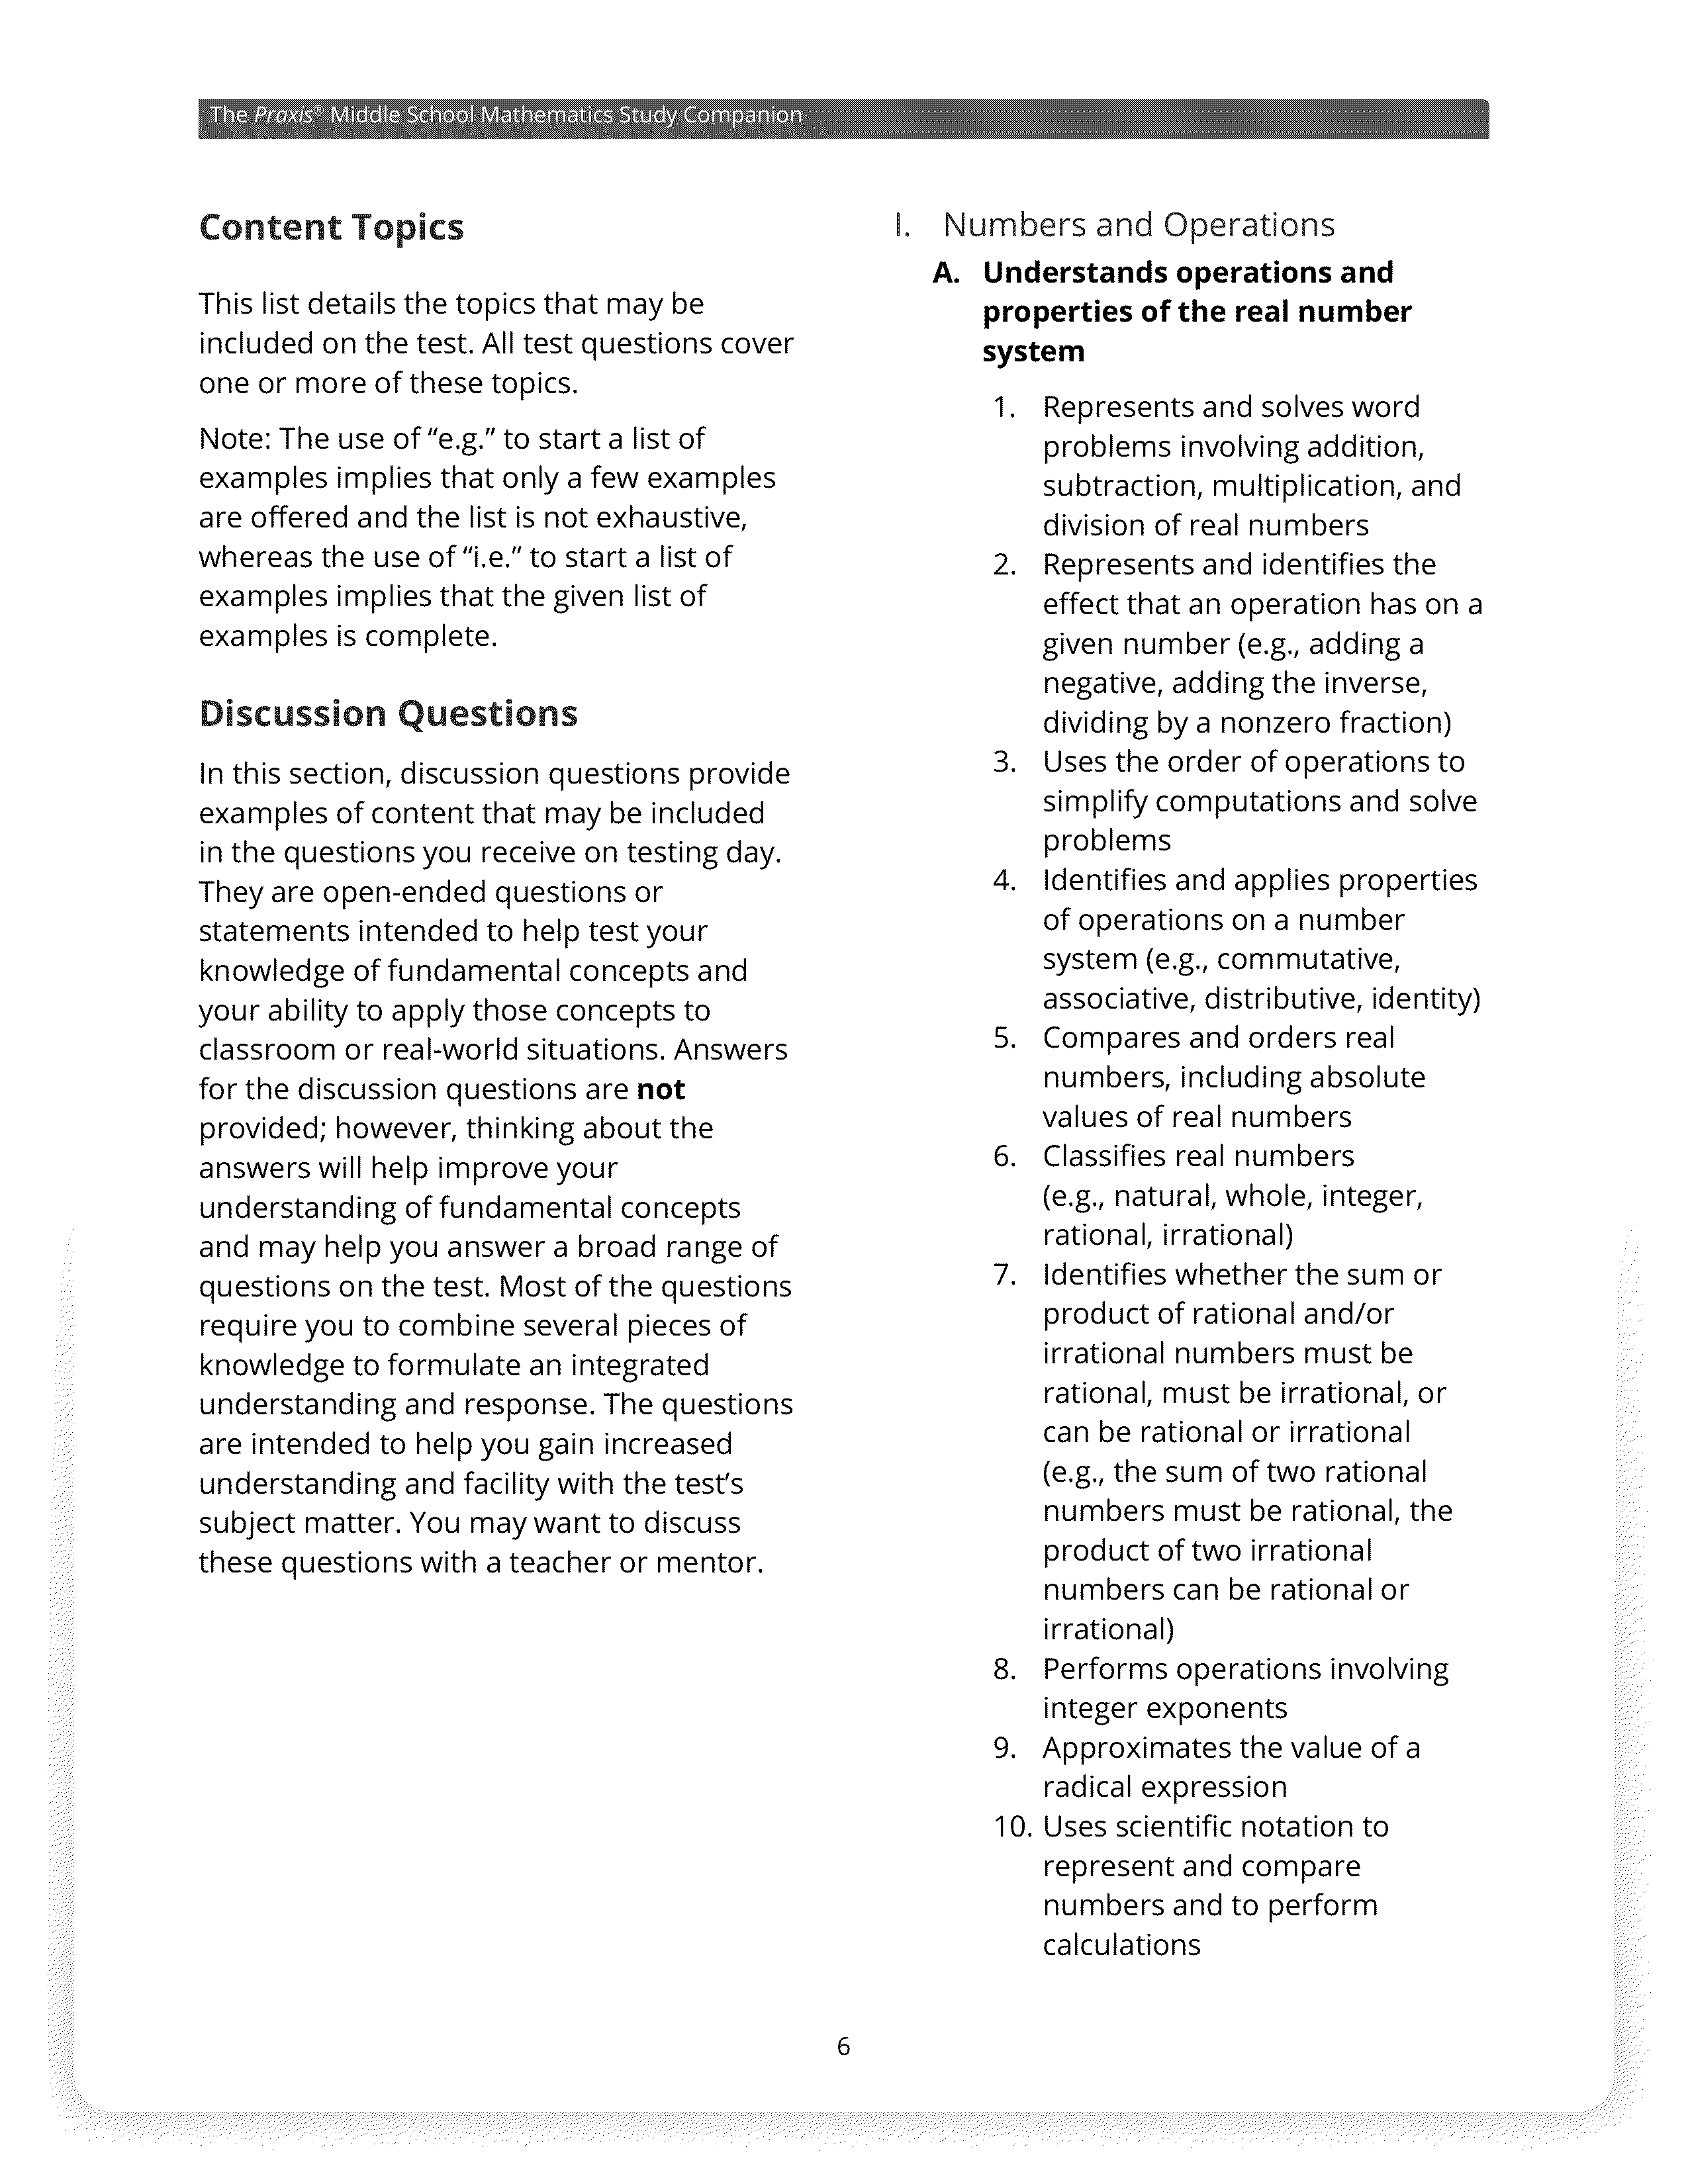 The Praxis® Middle School Mathematics Study Companion
Content Topics
This list details the topics that may be
included on the test. All test questions cover
one or more of these topics.
Note: The use of “e.g.” to start a list of
examples implies that only a few examples
are offered and the list is not exhaustive,
whereas the use of “i.e.” to start a list of
examples implies that the given list of
examples is complete.
Discussion Questions
In this section, discussion questions provide
examples of content that may be included
in the questions you receive on testing day.
They are open-ended questions or
statements intended to help test your
knowledge of fundamental concepts and
your ability to apply those concepts to
classroom or real-world situations. Answers
for the discussion questions are not
provided; however, thinking about the
answers will help improve your
understanding of fundamental concepts
and may help you answer a broad range of
questions on the test. Most of the questions
require you to combine several pieces of
knowledge to formulate an integrated
understanding and response. The questions
are intended to help you gain increased
understanding and facility with the test’s
subject matter. You may want to discuss
these questions with a teacher or mentor.
I. Numbers and Operations
A. Understands operations and
properties of the real number
system
1. Represents and solves word
problems involving addition,
subtraction, multiplication, and
division of real numbers
2. Represents and identifies the
effect that an operation has on a
given number (e.g., adding a
negative, adding the inverse,
dividing by a nonzero fraction)
3. Uses the order of operations to
simplify computations and solve
problems
4. Identifies and applies properties
of operations on a number
system (e.g., commutative,
associative, distributive, identity)
5. Compares and orders real
numbers, including absolute
values of real numbers
6. Classifies real numbers
(e.g., natural, whole, integer,
rational, irrational)
7. Identifies whether the sum or
product of rational and/or
irrational numbers must be
rational, must be irrational, or
can be rational or irrational
(e.g., the sum of two rational
numbers must be rational, the
product of two irrational
numbers can be rational or
irrational)
8. Performs operations involving
integer exponents
9. Approximates the value of a
radical expression
10. Uses scientific notation to
represent and compare
numbers and to perform
calculations
6